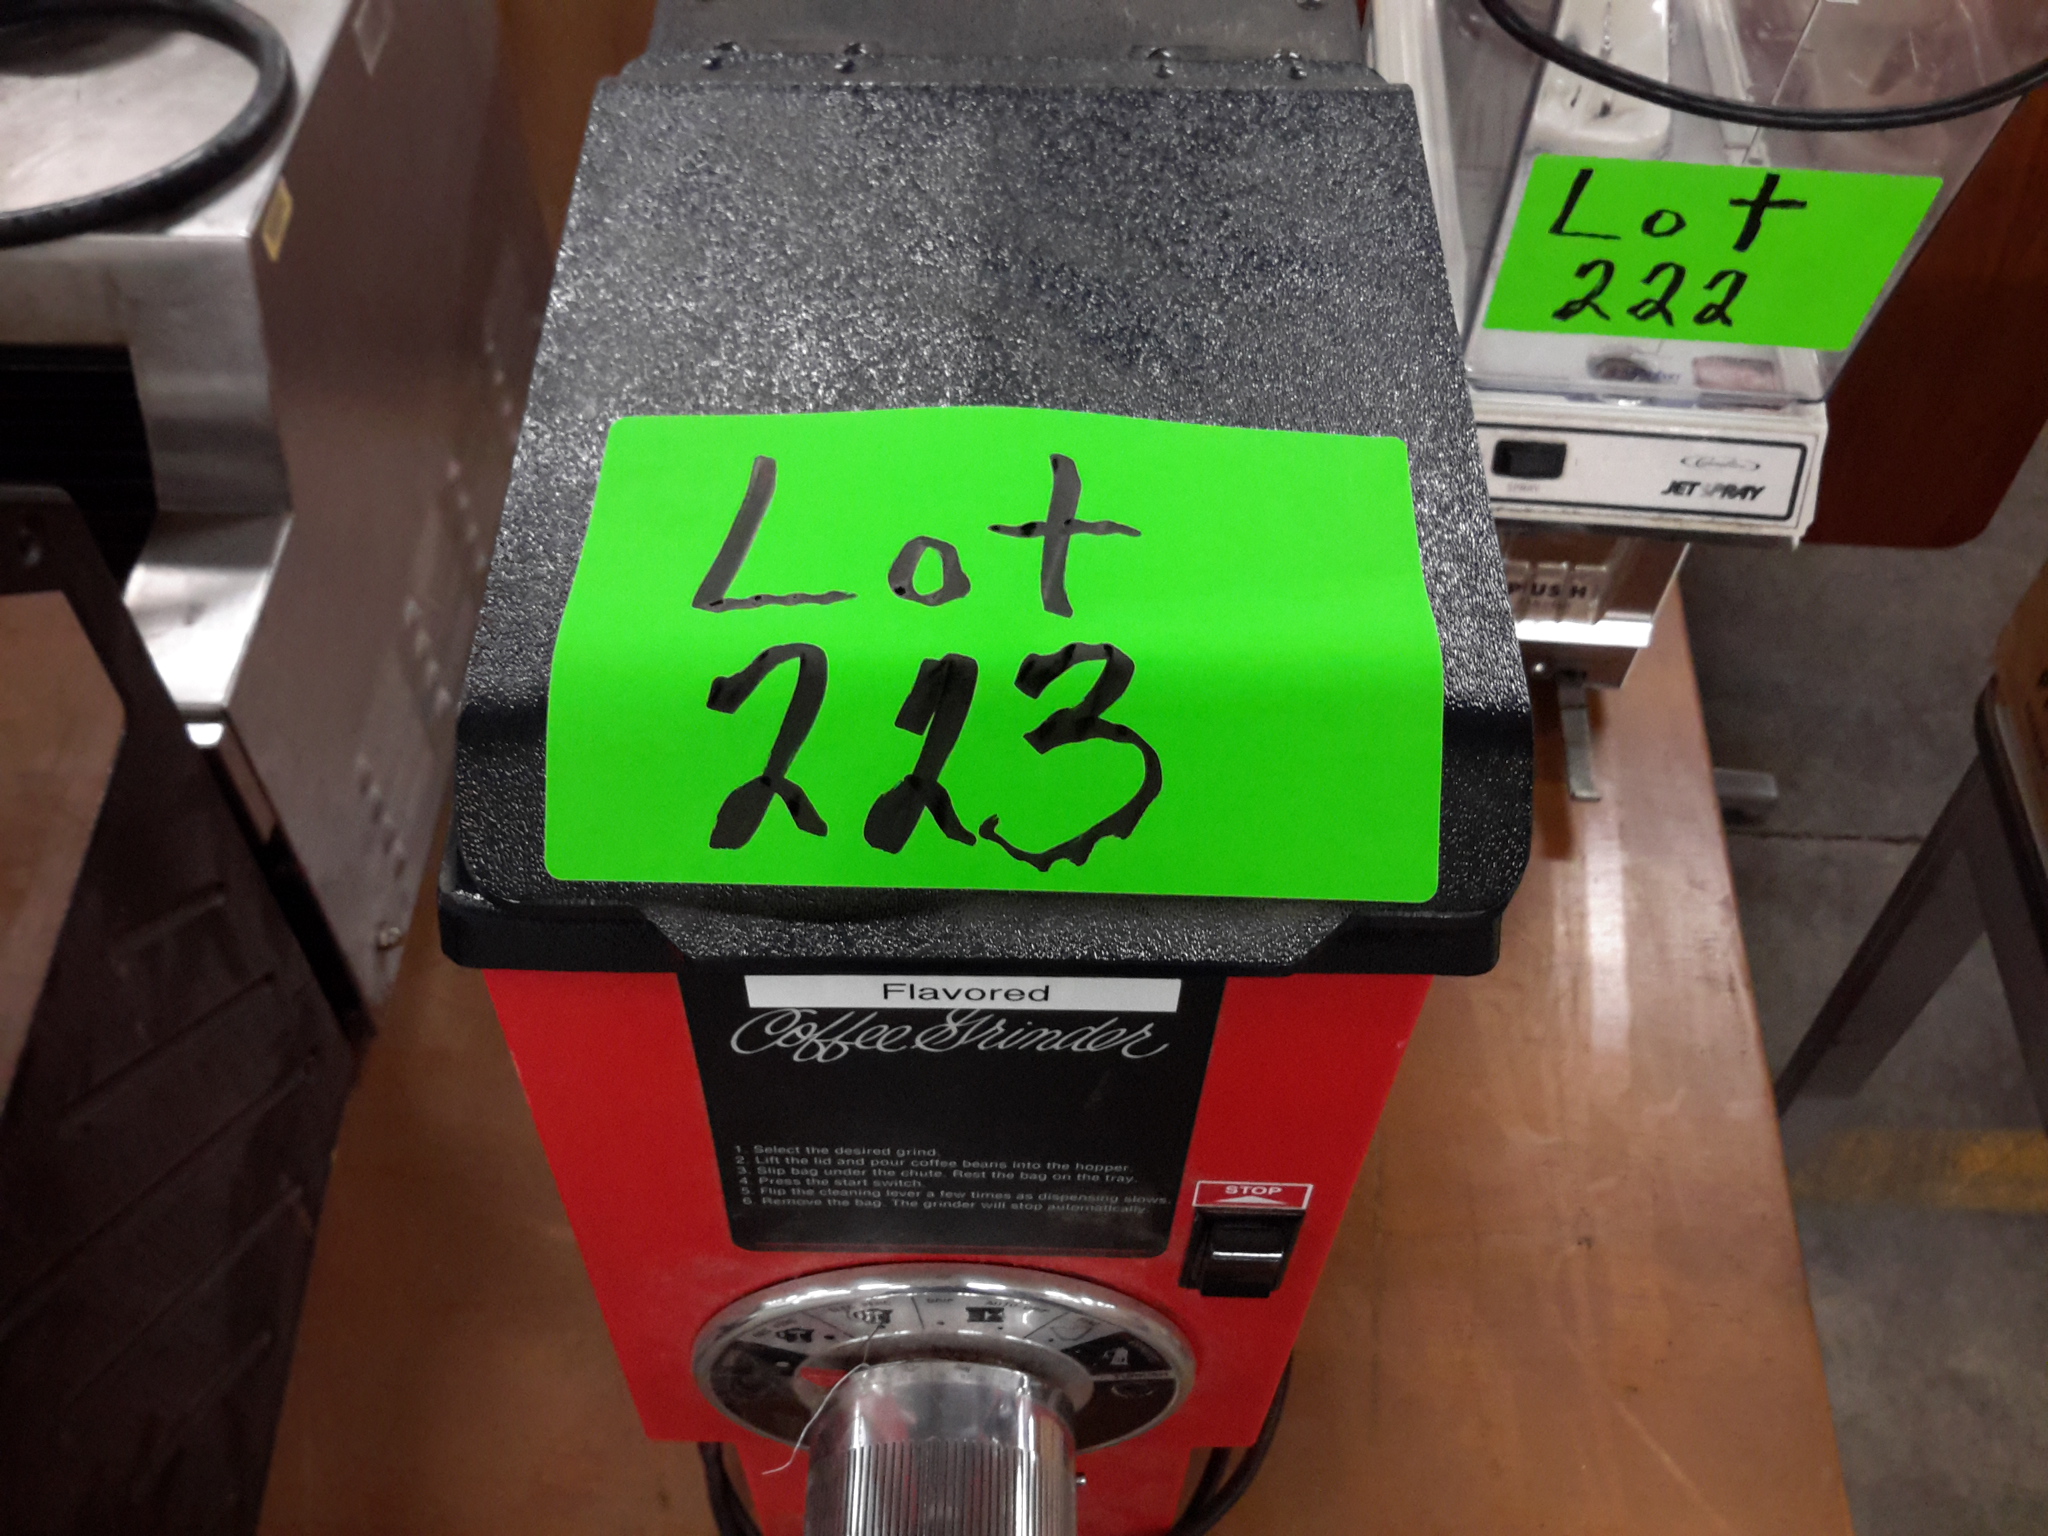 Lot
223
Flavored
Coffee Grinder
1. Select the desired grind.
2. Lift the lid and pour coffee beans into the hopper.
3. Slip bag under the chute. Rest the bag on the tray.
4. Press the start switch.
5. Flip the cleaning lever a few times as dispensing slows.
6. Remove the bag. The grinder will stop automatically.
STOP
Lot
222
JET SPRAY
PUSH